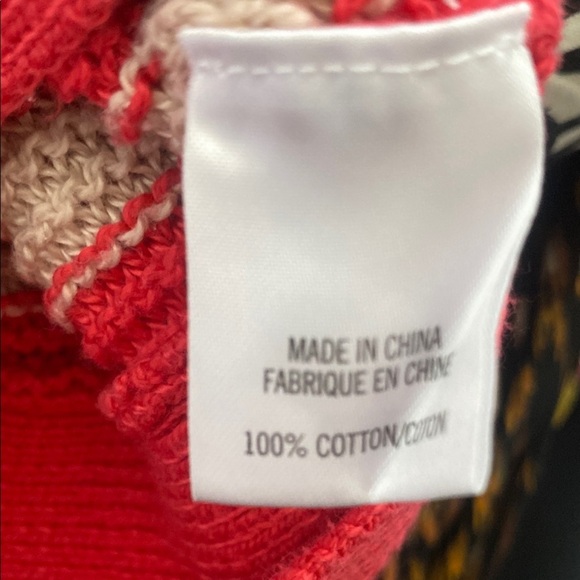 MADE IN CHINA
FABRIQUE EN CHINE
100% COTTON/COTON